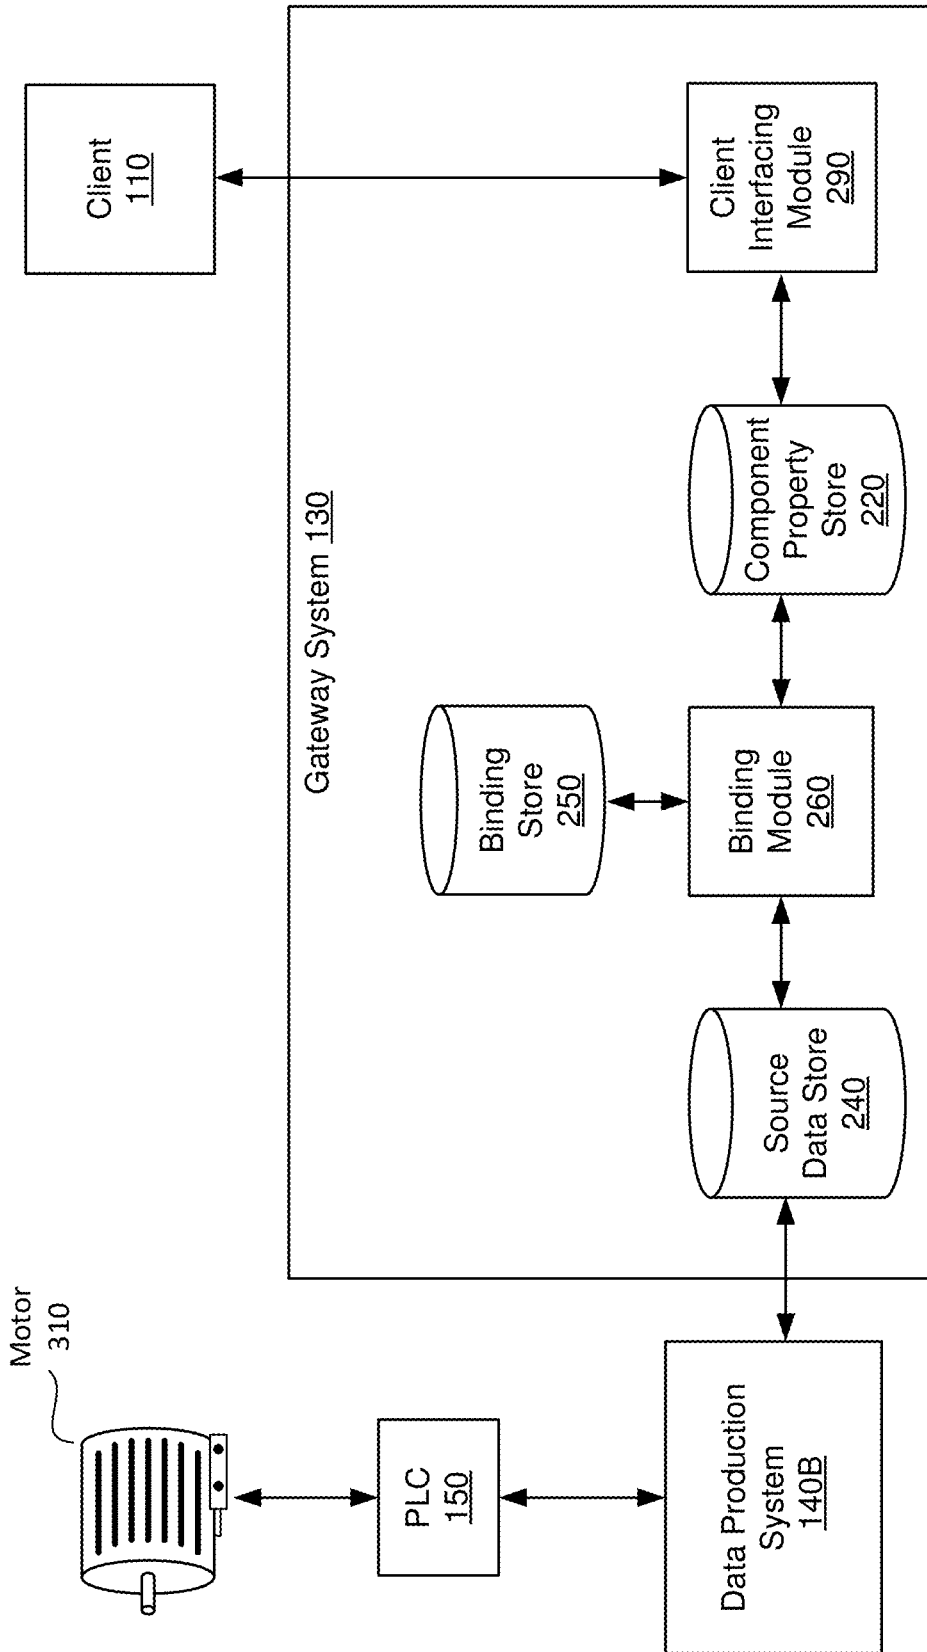 Motor
310
PLC
150
Data Production
System
140B
Gateway System 130
Source
Data Store
240
Binding
Store
250
Binding
Module
260
Component
Property
Store
220
Client
Interfacing
Module
290
Client
110